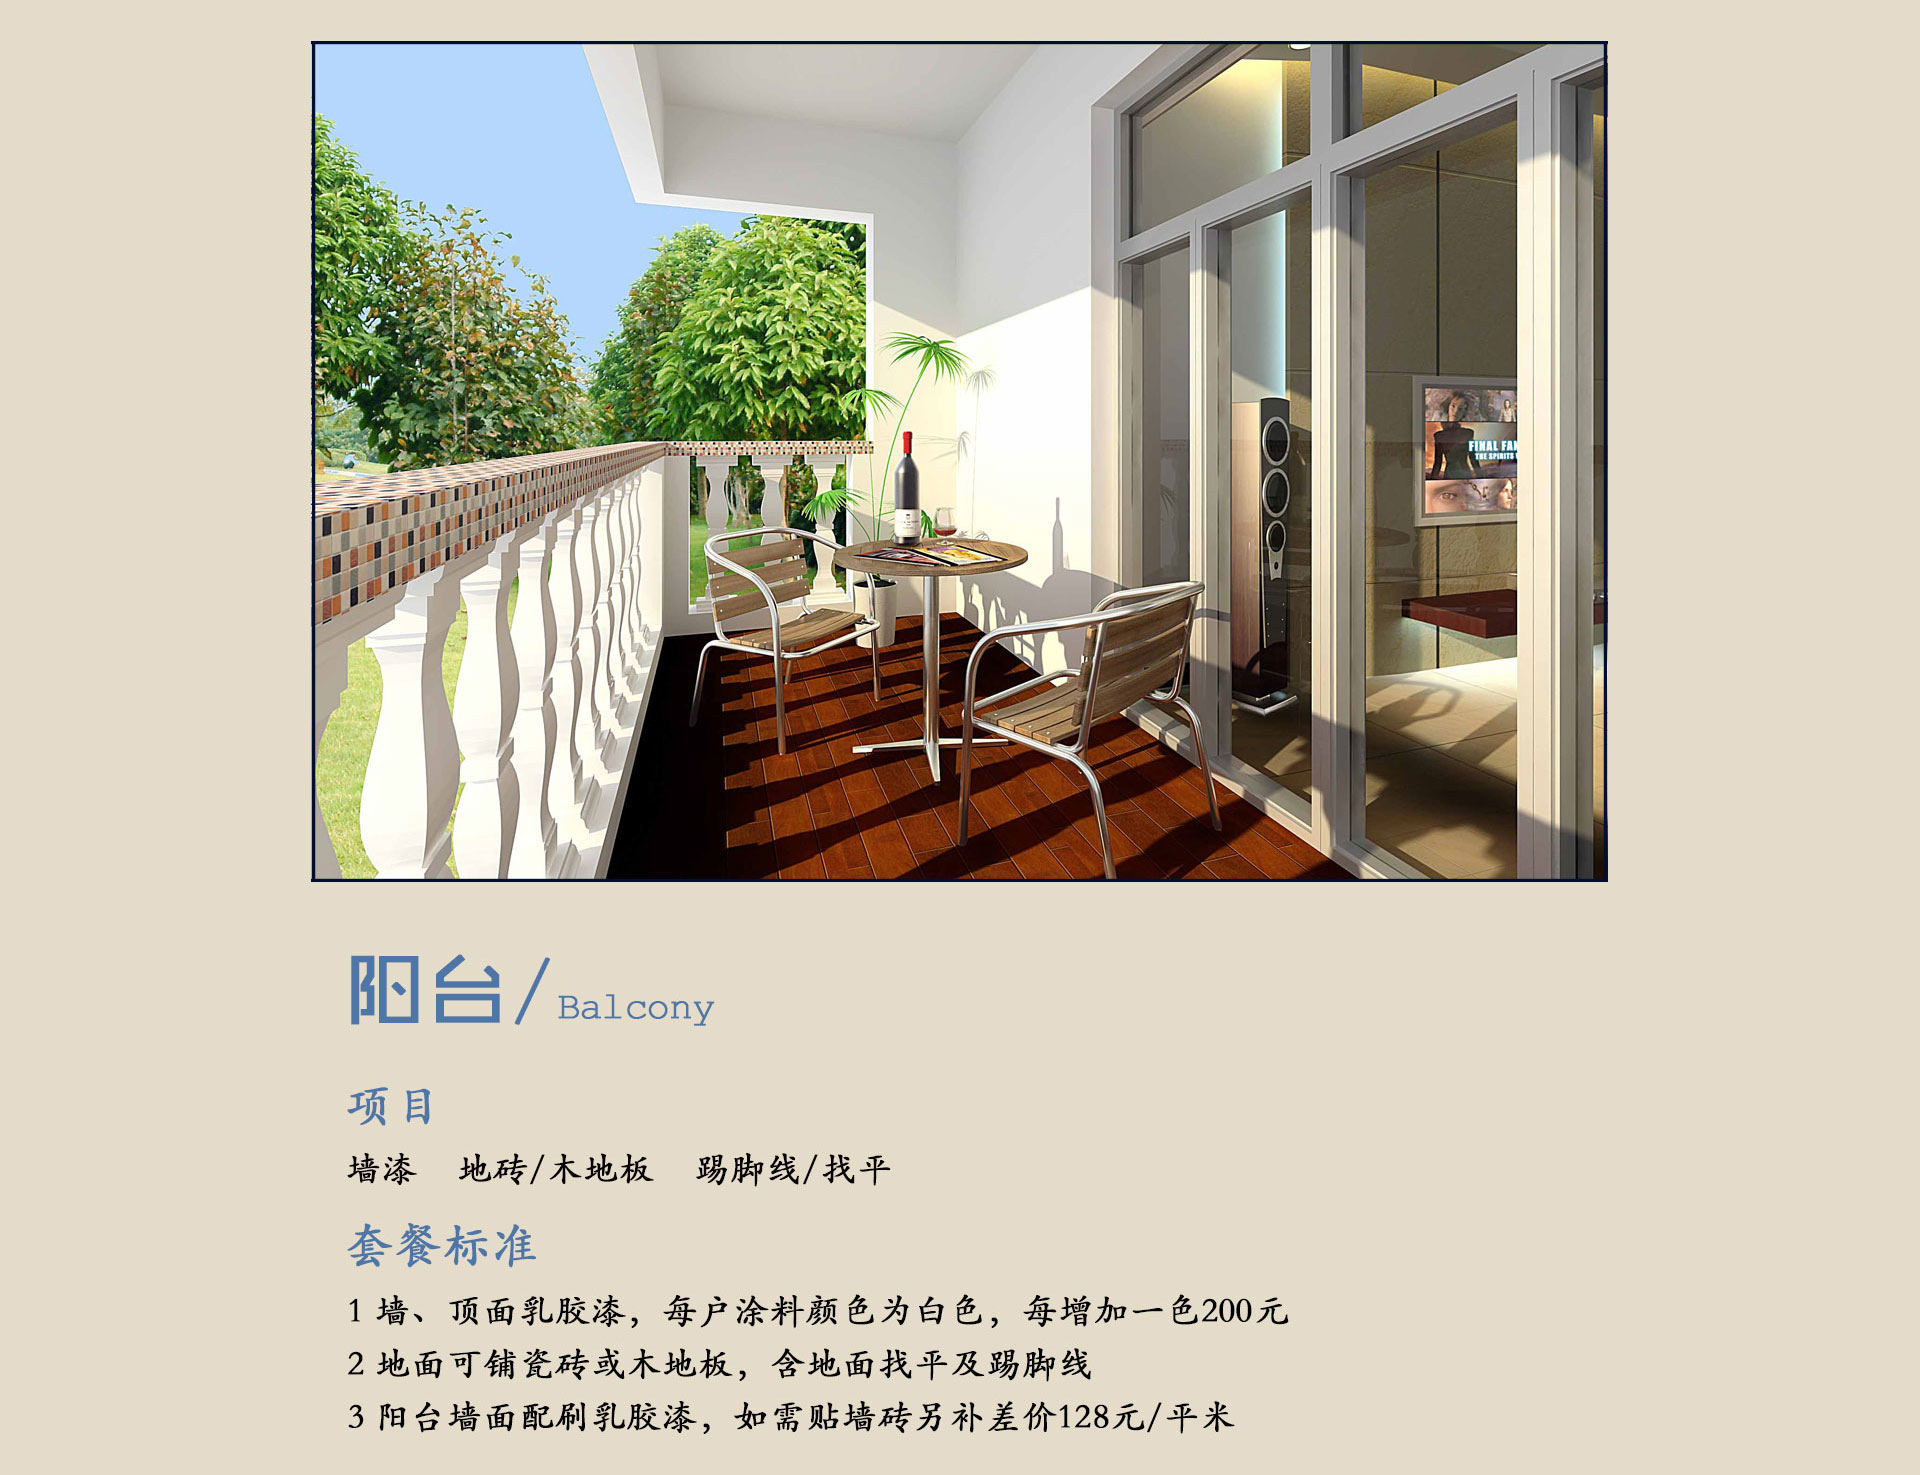 FINAL FAN
THE SPIRITS
阳台/Balcony
项目
墙漆 地砖/木地板 踢脚线/找平
套餐标准
1 墙、顶面乳胶漆，每户涂料颜色为白色，每增加一色200元
2 地面可铺瓷砖或木地板，含地面找平及踢脚线
3 阳台墙面配刷乳胶漆，如需贴墙砖另补差价128元/平米